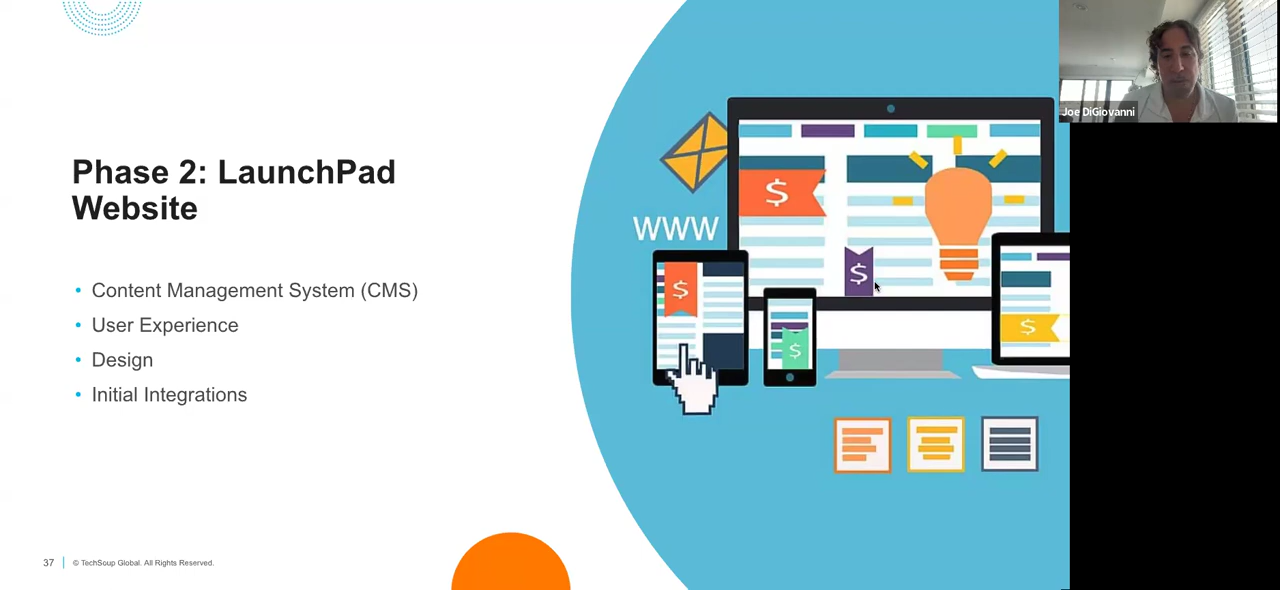 Joe DiGiovanni
Phase 2: LaunchPad
Website
• Content Management System (CMS)
• User Experience
• Design
• Initial Integrations
WWW
$
$
$
$
$
37
© TechSoup Global. All Rights Reserved.